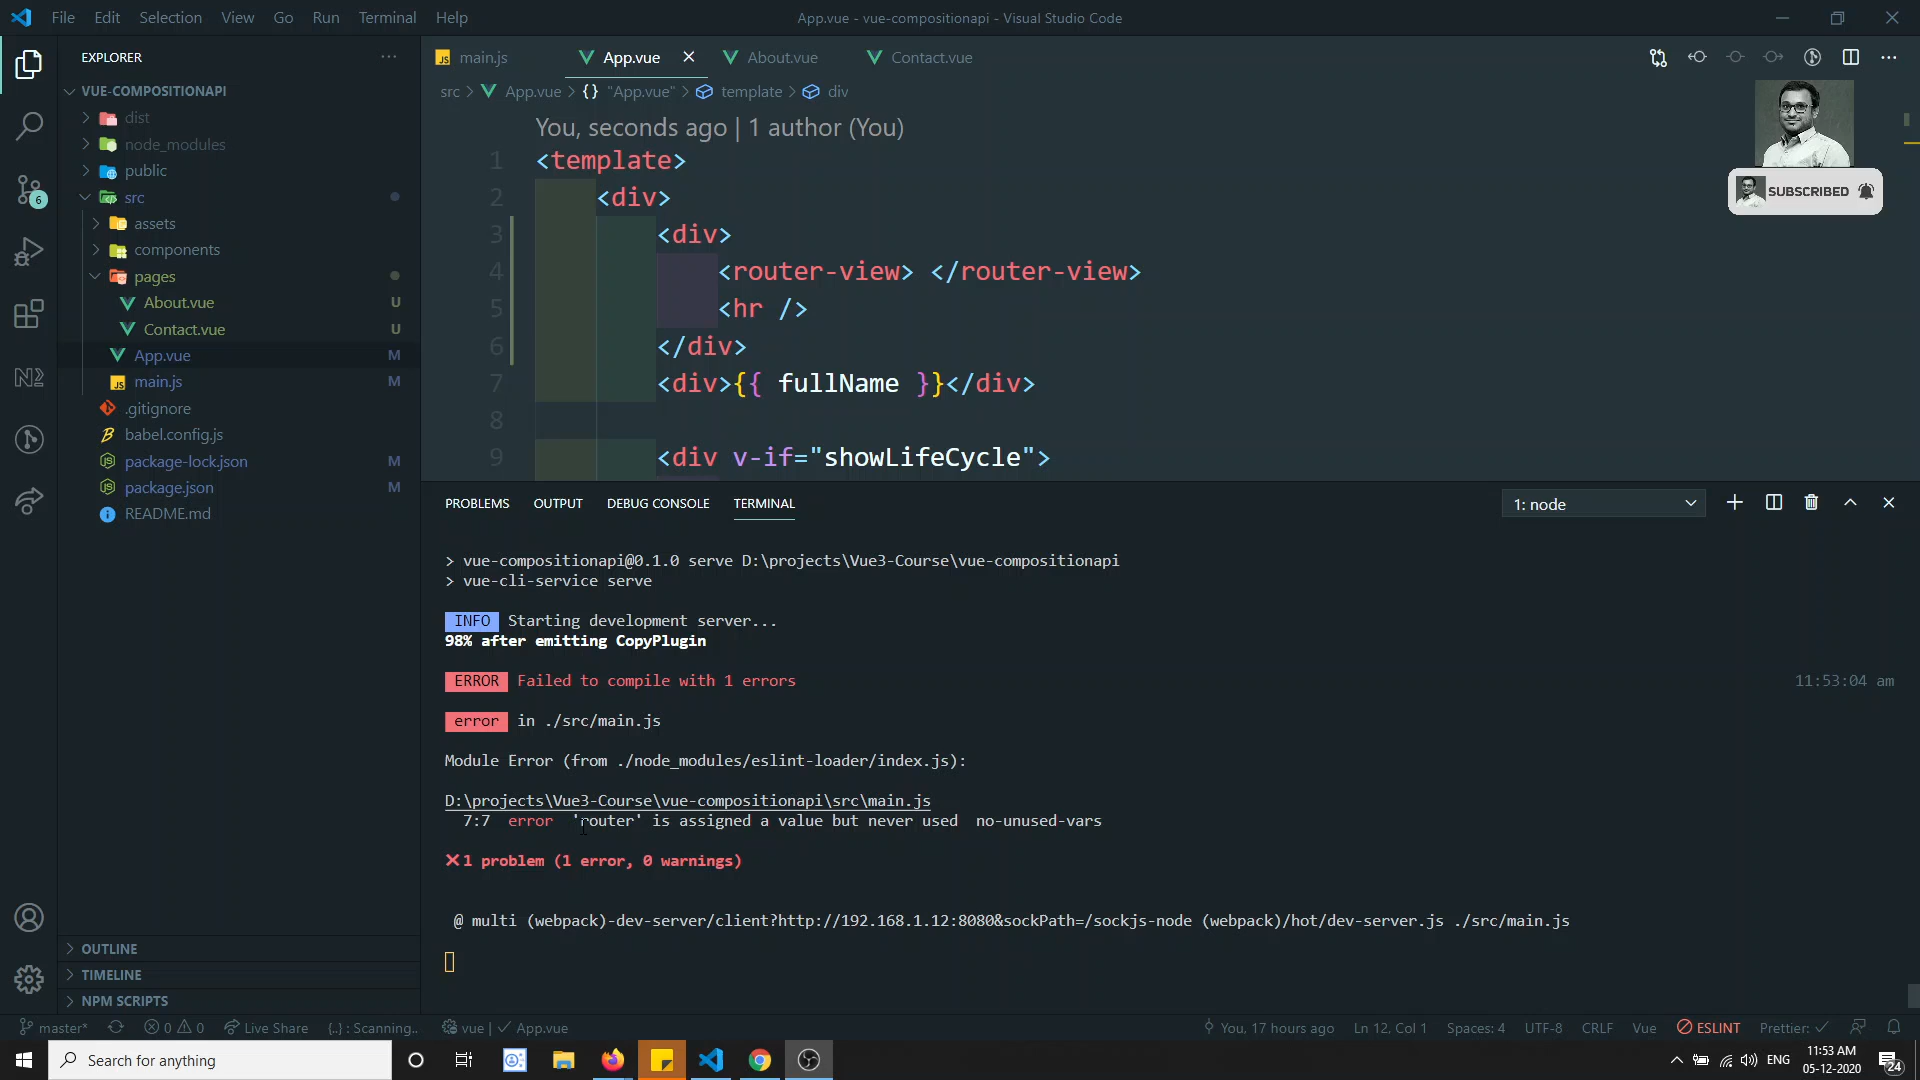 File Edit Selection View Go Run Terminal Help
App.vue - vue-compositionapi - Visual Studio Code
EXPLORER
VUE-COMPOSITIONAPI
dist
node_modules
public
src
assets
components
pages
About.vue U
Contact.vue U
App.vue M
main.js M
.gitignore
babel.config.js
package-lock.json M
package.json M
README.md
OUTLINE
TIMELINE
NPM SCRIPTS
main.js App.vue About.vue Contact.vue
src > App.vue > {} "App.vue" > template > div
SUBSCRIBED
You, seconds ago | 1 author (You)
1 <template>
2 <div>
3 <div>
4 <router-view> </router-view>
5 <hr />
6 </div>
7 <div>{{ fullName }}</div>
8
9 <div v-if="showLifeCycle">
PROBLEMS OUTPUT DEBUG CONSOLE TERMINAL 1: node
> vue-compositionapi@0.1.0 serve D:\projects\Vue3-Course\vue-compositionapi
> vue-cli-service serve
INFO Starting development server...
98% after emitting CopyPlugin
ERROR Failed to compile with 1 errors 11:53:04 am
error in ./src/main.js
Module Error (from ./node_modules/eslint-loader/index.js):
D:\projects\Vue3-Course\vue-compositionapi\src\main.js
7:7 error 'router' is assigned a value but never used no-unused-vars
✕1 problem (1 error, 0 warnings)
@ multi (webpack)-dev-server/client?http://192.168.1.12:8080&sockPath=/sockjs-node (webpack)/hot/dev-server.js ./src/main.js
6
master* 0 0 Live Share {..} : Scanning.. vue | ✓ App.vue You, 17 hours ago Ln 12, Col 1 Spaces: 4 UTF-8 CRLF Vue ESLINT Prettier: ✓
Search for anything
ENG
11:53 AM
05-12-2020
24